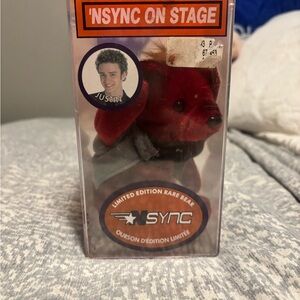 'NSYNC ON STAGE
JUSTIN
LIMITED EDITION RARE BEAR
NSYNC
OURSON D'ÉDITION LIMITÉE